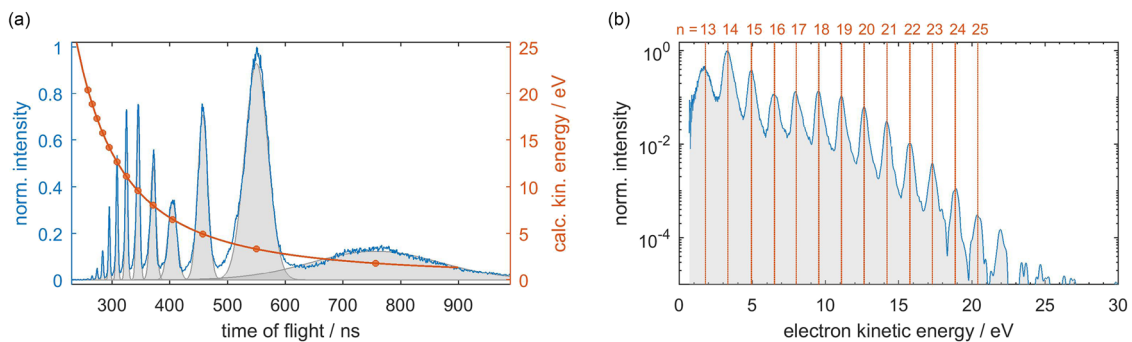 (a)
1
0.8
0.6
0.4
0.2
0
norm. intensity
25
20
15
10
5
0
calc. kin. energy / eV
300 400 500 600 700 800 900
time of flight / ns
(b)
n = 13 14 15 16 17 18 19 20 21 22 23 24 25
10^0
10^-2
10^-4
norm. intensity
0 5 10 15 20 25 30
electron kinetic energy / eV